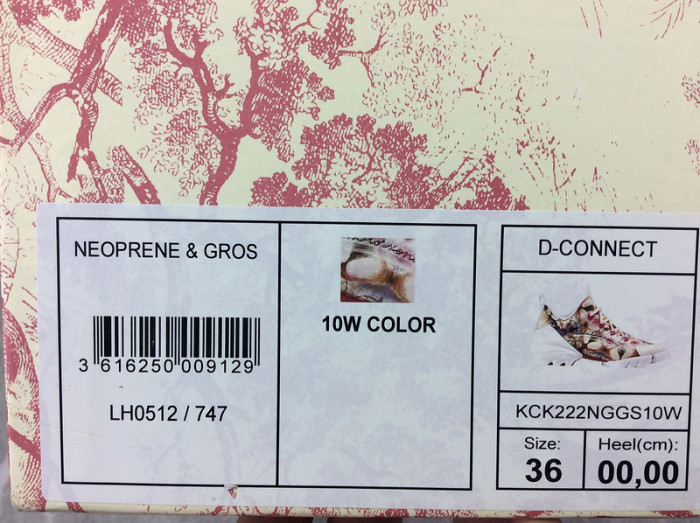 NEOPRENE & GROS
3 616250 009129
LH0512 / 747
10W COLOR
D-CONNECT
KCK222NGGS10W
Size:
36
Heel(cm):
00,00